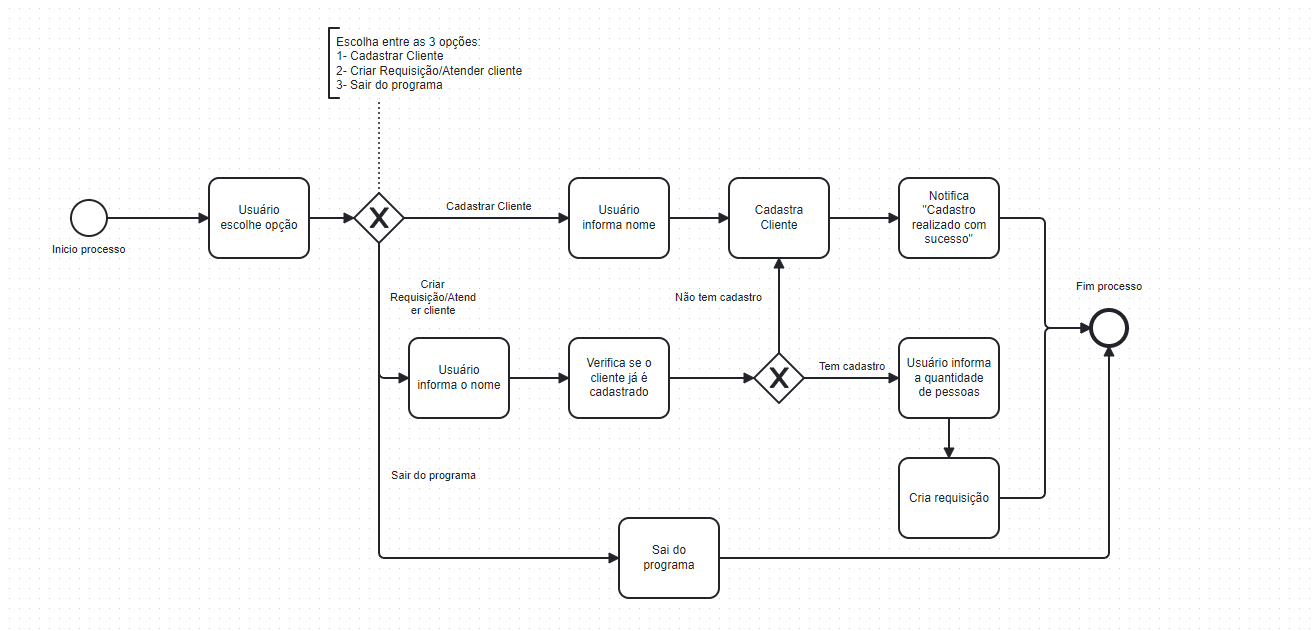 Escolha entre as 3 opções:
1- Cadastrar Cliente
2- Criar Requisição/Atender cliente
3- Sair do programa
Inicio processo
Usuário
escolhe opção
Cadastrar Cliente
Usuário
informa nome
Cadastra
Cliente
Notifica
"Cadastro
realizado com
sucesso"
Criar
Requisição/Atend
er cliente
Não tem cadastro
Fim processo
Usuário
informa o nome
Verifica se o
cliente já é
cadastrado
Tem cadastro
Usuário informa
a quantidade
de pessoas
Sair do programa
Cria requisição
Sai do
programa